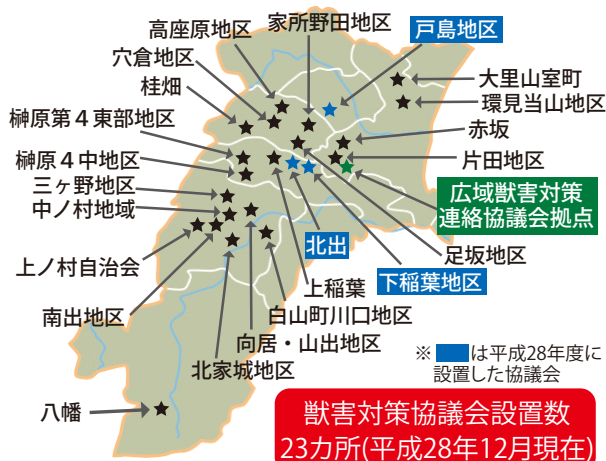 家所野田地区
高座原地区
戸島地区
穴倉地区
大里山室町
桂畑
環見当山地区
榊原第4東部地区
赤坂
榊原4中地区
片田地区
三ヶ野地区
広域獣害対策
連絡協議会拠点
中ノ村地域
北出
足坂地区
上ノ村自治会
下稲葉地区
上稲葉
南出地区
白山町川口地区
向居・山出地区
北家城地区
※ は平成28年度に
設置した協議会
八幡
獣害対策協議会設置数
23カ所(平成28年12月現在)